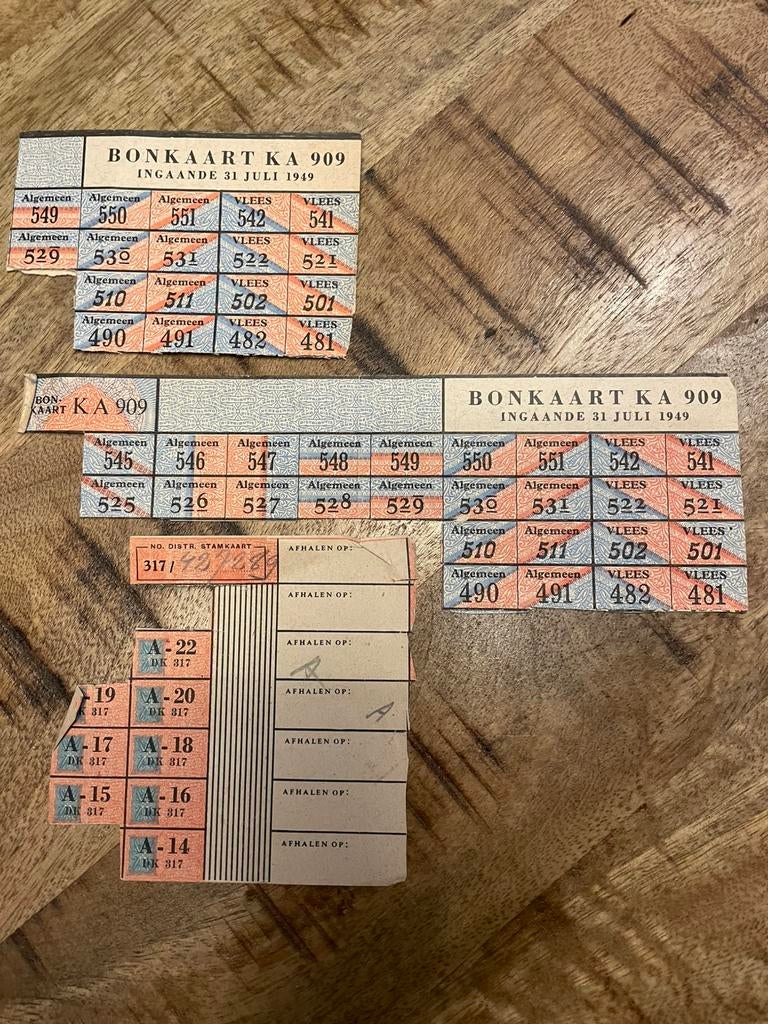 BONKAART KA 909
INGAANDE 31 JULI 1949
Algemeen Algemeen Algemeen VLEES VLEES
549 550 551 542 541
Algemeen Algemeen Algemeen VLEES VLEES
529 530 531 522 521
Algemeen Algemeen VLEES VLEES
510 511 502 501
Algemeen Algemeen VLEES VLEES
490 491 482 481
BON-
KAART KA 909
BONKAART KA 909
INGAANDE 31 JULI 1949
Algemeen Algemeen Algemeen Algemeen Algemeen Algemeen Algemeen VLEES VLEES
545 546 547 548 549 550 551 542 541
Algemeen Algemeen Algemeen Algemeen Algemeen Algemeen Algemeen VLEES VLEES
525 526 527 528 529 530 531 522 521
Algemeen Algemeen VLEES VLEES
510 511 502 501
Algemeen Algemeen VLEES VLEES
490 491 482 481
NO. DISTR. STAMKAART
317/
AFHALEN OP:
AFHALEN OP:
A-22
DK 317
AFHALEN OP:
A
-19 A-20
K 317 DK 317
AFHALEN OP:
A
A-17 A-18
DK 317 DK 317
AFHALEN OP:
A-15 A-16
DK 317 DK 317
AFHALEN OP:
A-14
DK 317
AFHALEN OP: